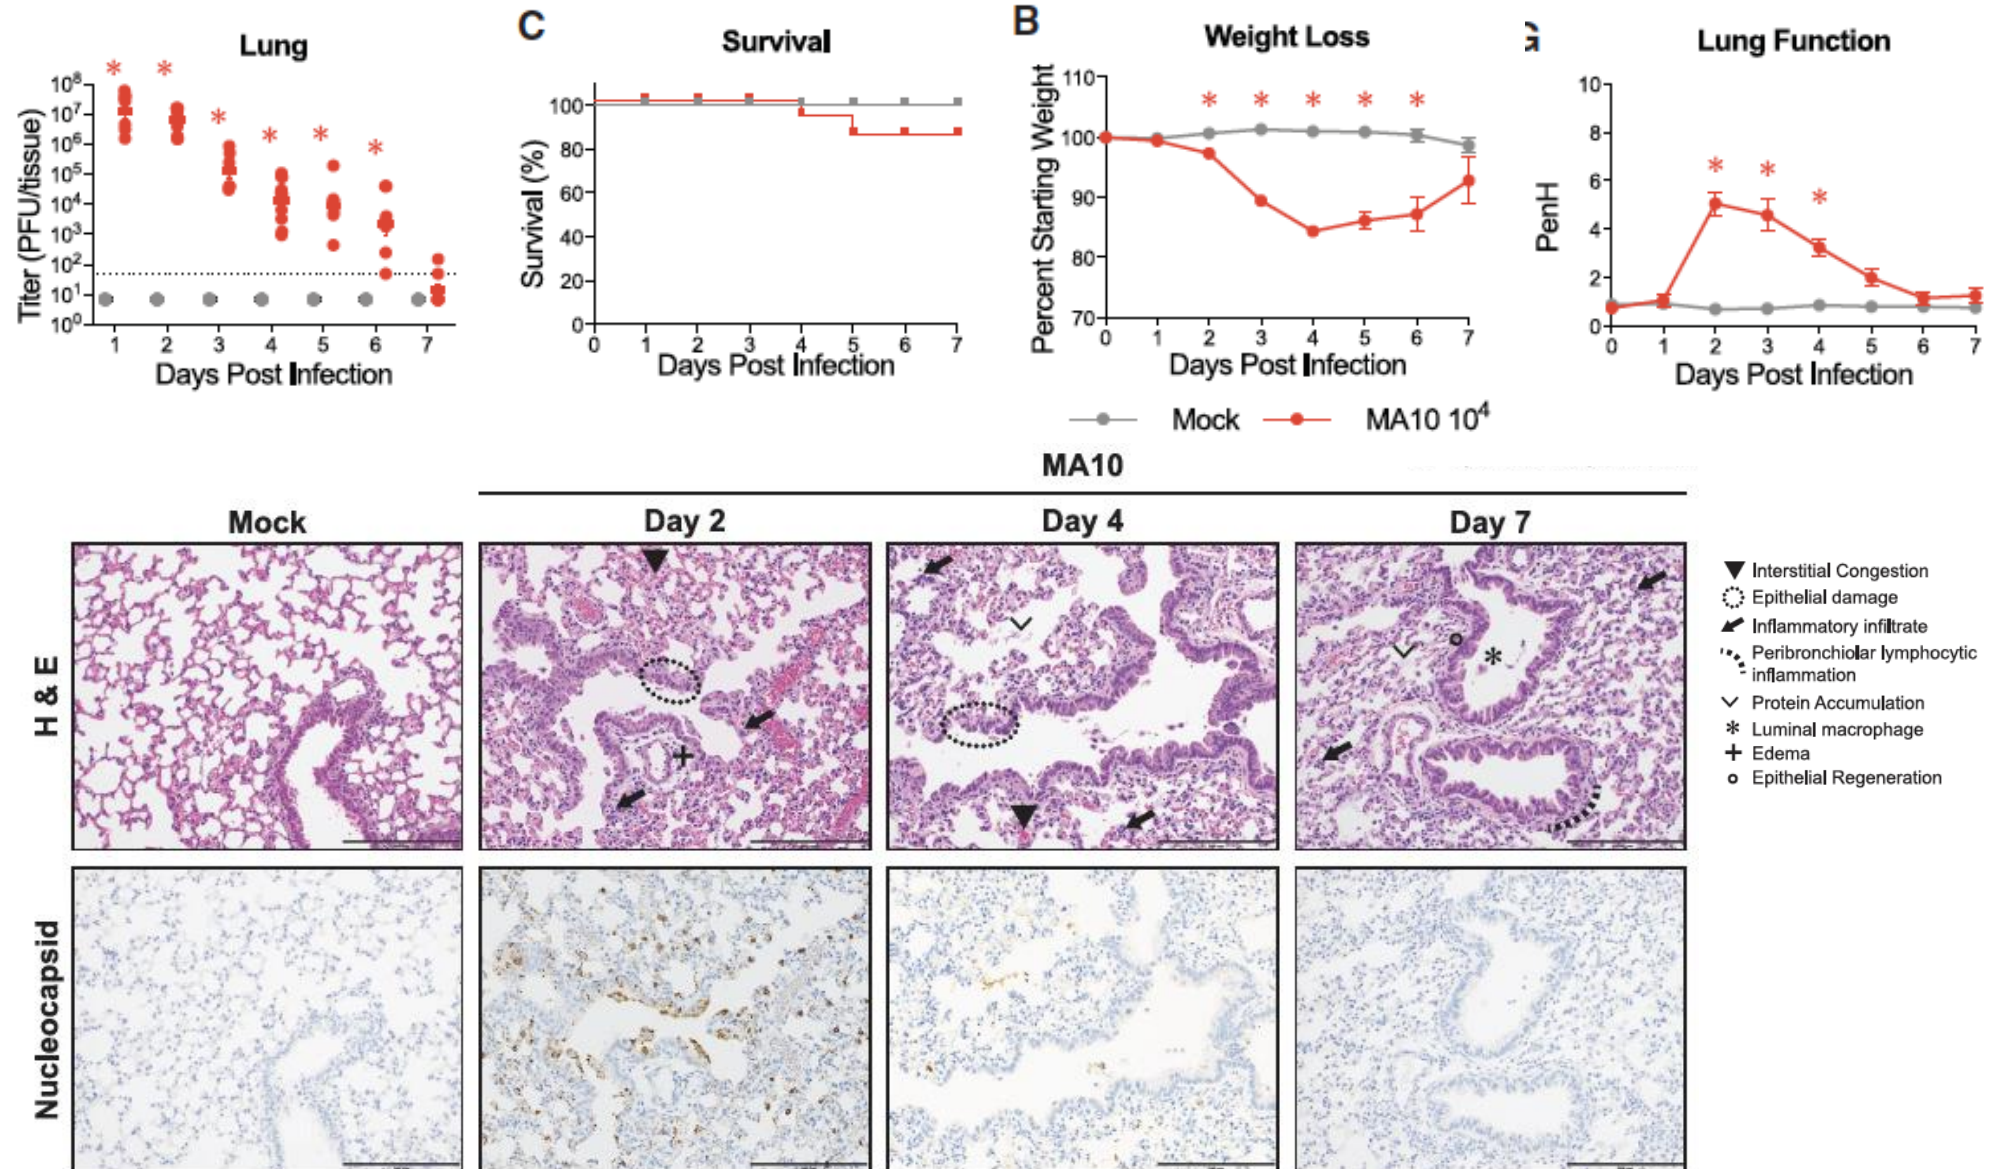 Lung
Titer (PFU/tissue)
10⁸
10⁷
10⁶
10⁵
10⁴
10³
10²
10¹
10⁰
* * * * * *
1 2 3 4 5 6 7
Days Post Infection
C
Survival
Survival (%)
100
80
60
40
20
0
0 1 2 3 4 5 6 7
Days Post Infection
B
Weight Loss
Percent Starting Weight
110
100
90
80
70
* * * * *
0 1 2 3 4 5 6 7
Days Post Infection
G
Lung Function
PenH
10
8
6
4
2
0
* * *
0 1 2 3 4 5 6 7
Days Post Infection
Mock MA10 10⁴
MA10
Mock Day 2 Day 4 Day 7
H & E
Nucleocapsid
Interstitial Congestion
Epithelial damage
Inflammatory infiltrate
Peribronchiolar lymphocytic
inflammation
Protein Accumulation
* Luminal macrophage
+ Edema
Epithelial Regeneration